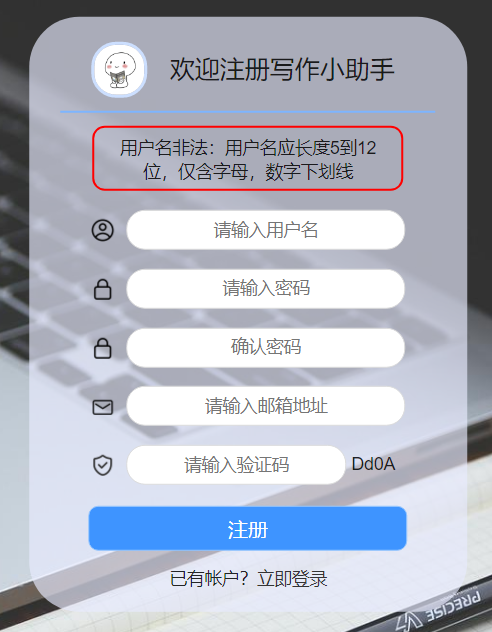 欢迎注册写作小助手
用户名非法：用户名应长度5到12
位，仅含字母，数字下划线
请输入用户名
请输入密码
确认密码
请输入邮箱地址
请输入验证码 Dd0A
注册
已有帐户？立即登录
PRECISE V7